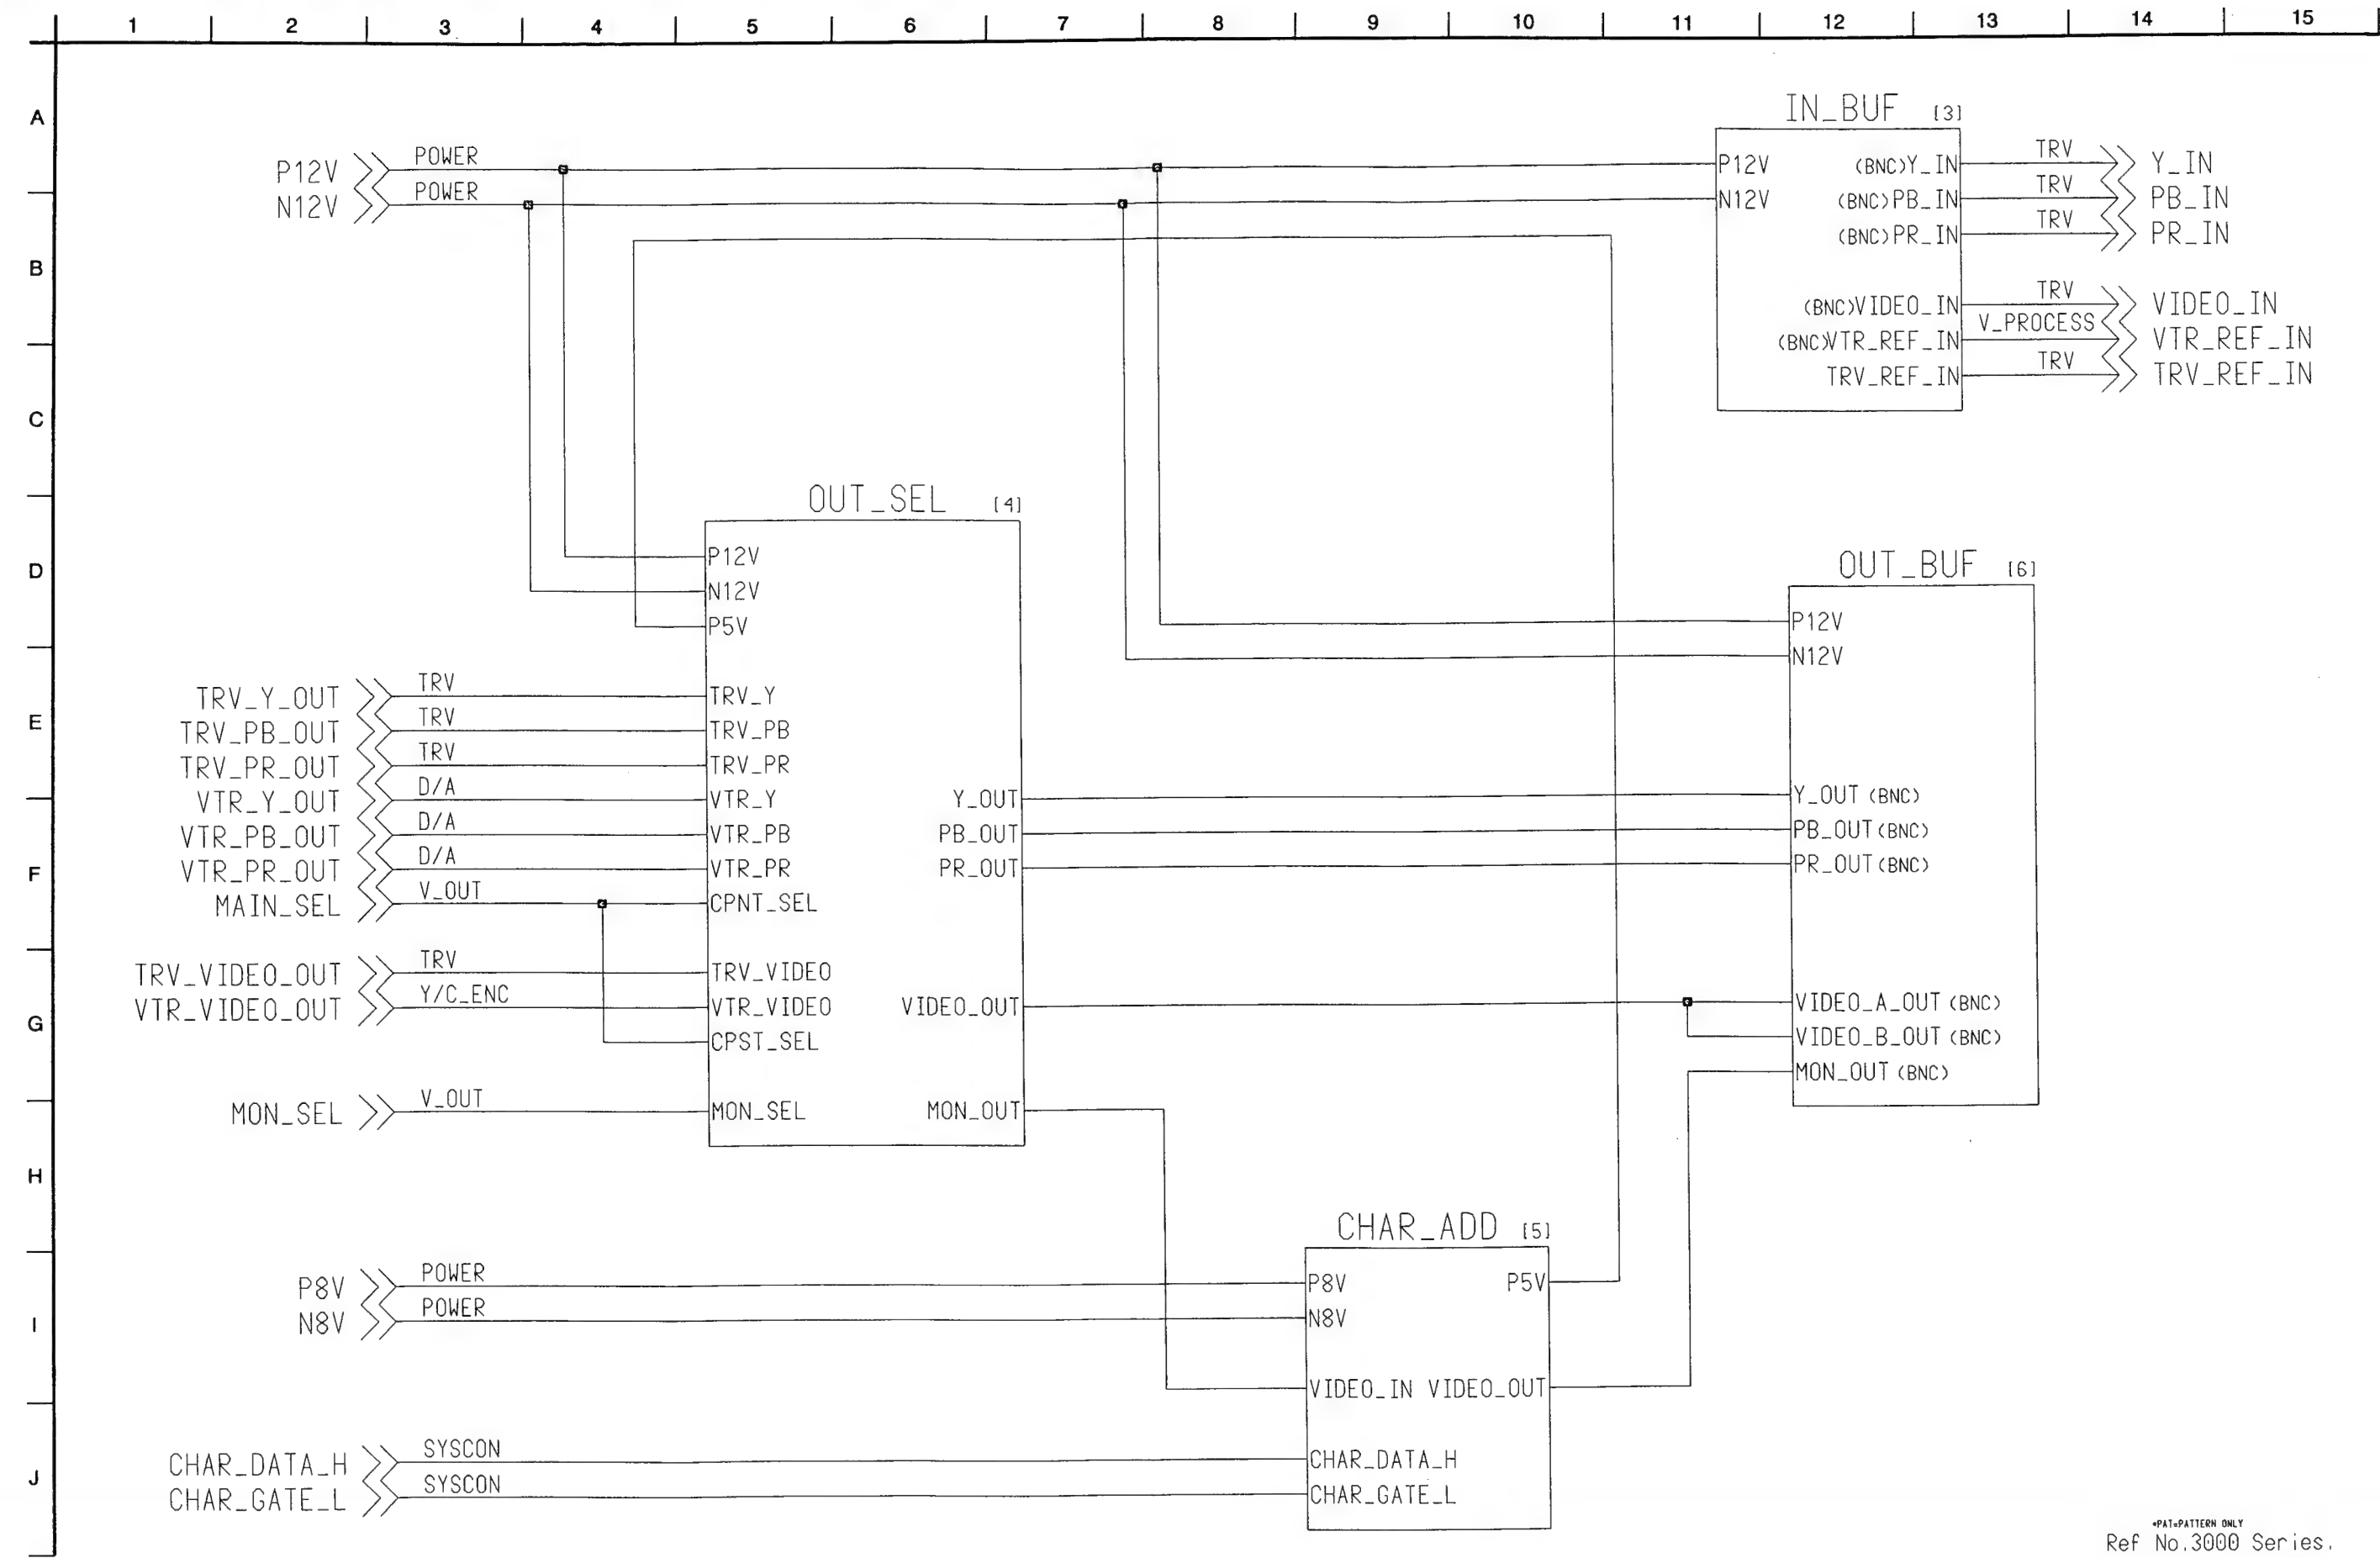 1 2 3 4 5 6 7 8 9 10 11 12 13 14 15
A
B
C
D
E
F
G
H
I
J
P12V POWER
N12V POWER
IN_BUF [3]
P12V (BNC)Y_IN TRV Y_IN
N12V (BNC)PB_IN TRV PB_IN
(BNC)PR_IN TRV PR_IN
(BNC)VIDEO_IN TRV VIDEO_IN
(BNC)VTR_REF_IN V_PROCESS VTR_REF_IN
TRV_REF_IN TRV TRV_REF_IN
OUT_SEL [4]
P12V
N12V
P5V
TRV_Y_OUT TRV TRV_Y
TRV_PB_OUT TRV TRV_PB
TRV_PR_OUT TRV TRV_PR
VTR_Y_OUT D/A VTR_Y Y_OUT
VTR_PB_OUT D/A VTR_PB PB_OUT
VTR_PR_OUT D/A VTR_PR PR_OUT
MAIN_SEL V_OUT CPNT_SEL
TRV_VIDEO_OUT TRV TRV_VIDEO
VTR_VIDEO_OUT Y/C_ENC VTR_VIDEO VIDEO_OUT
CPST_SEL
MON_SEL V_OUT MON_SEL MON_OUT
OUT_BUF [6]
P12V
N12V
Y_OUT (BNC)
PB_OUT (BNC)
PR_OUT (BNC)
VIDEO_A_OUT (BNC)
VIDEO_B_OUT (BNC)
MON_OUT (BNC)
CHAR_ADD [5]
P8V POWER P8V P5V
N8V POWER N8V
VIDEO_IN VIDEO_OUT
CHAR_DATA_H SYSCON CHAR_DATA_H
CHAR_GATE_L SYSCON CHAR_GATE_L
*PAT=PATTERN ONLY
Ref No.3000 Series.